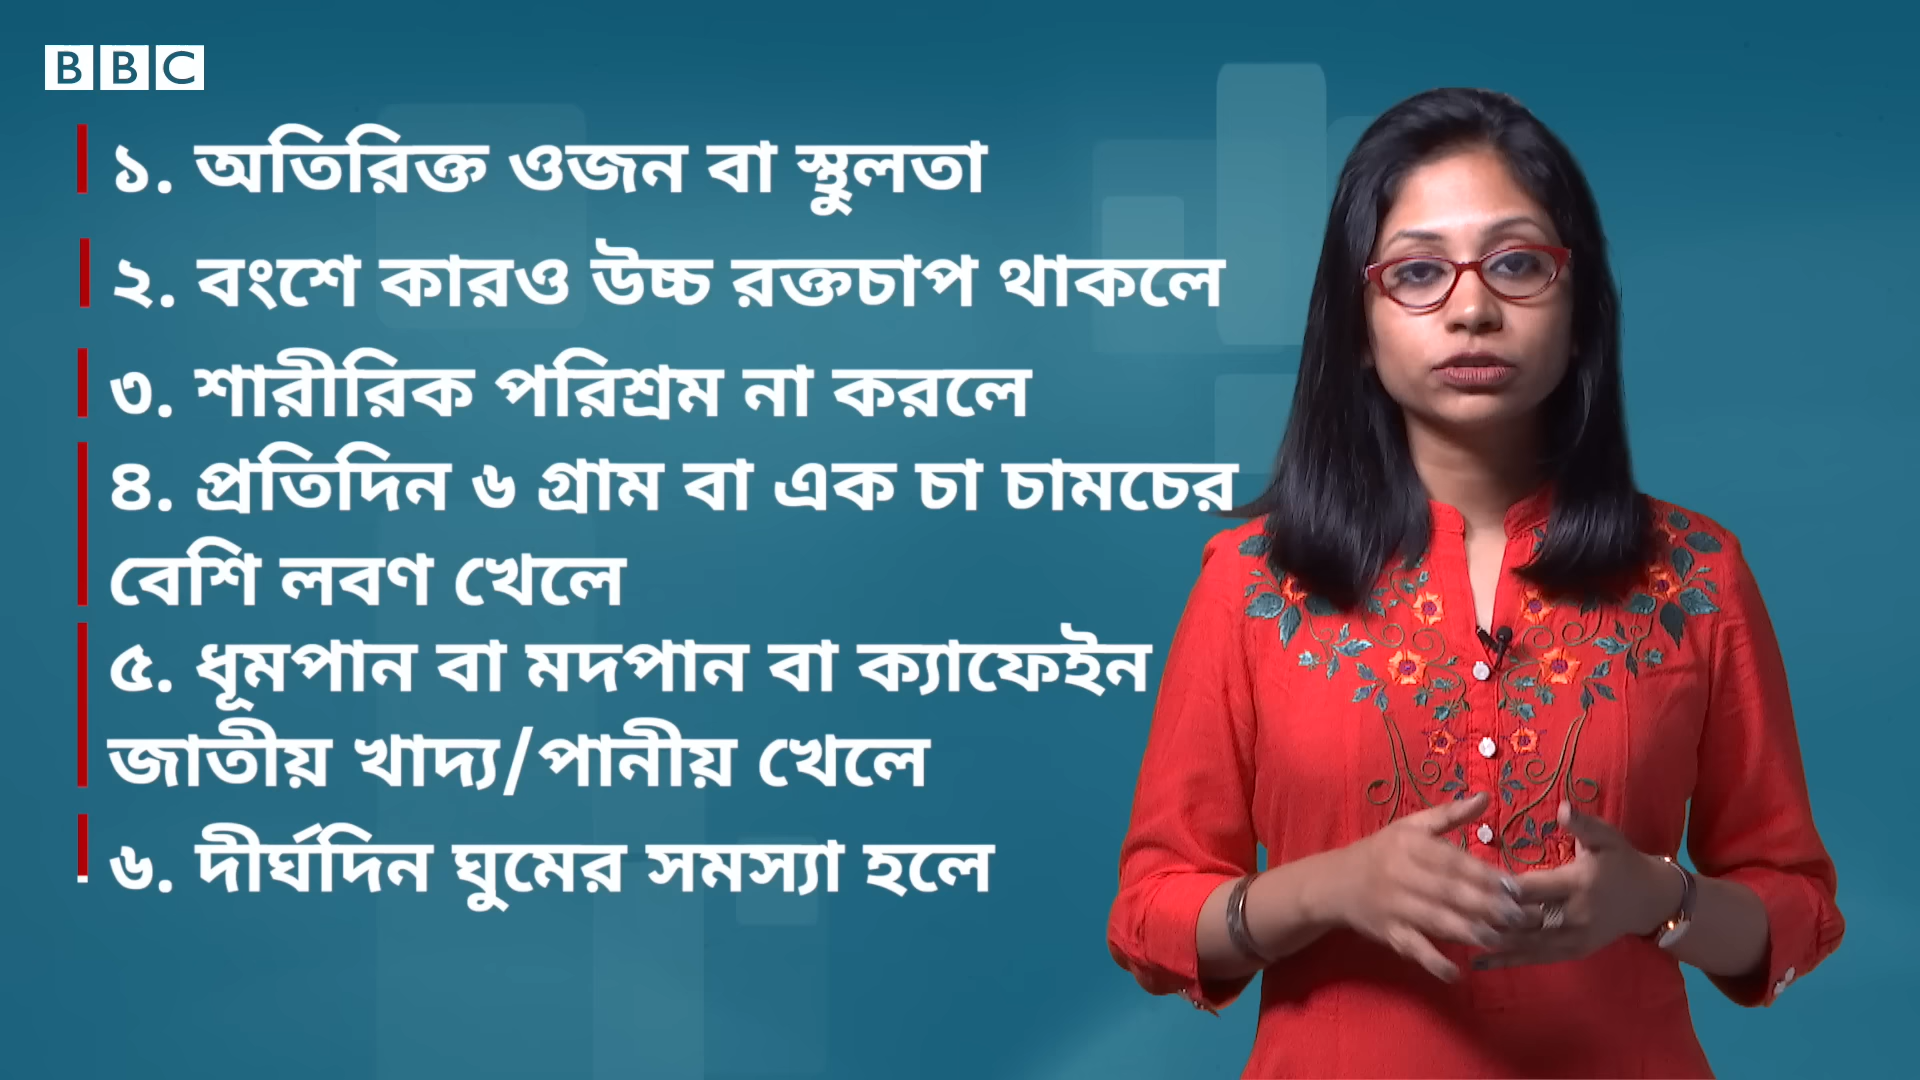 BBC
১. অতিরিক্ত ওজন বা স্থুলতা
২. বংশে কারও উচ্চ রক্তচাপ থাকলে
৩. শারীরিক পরিশ্রম না করলে
৪. প্রতিদিন ৬ গ্রাম বা এক চা চামচের
বেশি লবণ খেলে
৫. ধূমপান বা মদপান বা ক্যাফেইন
জাতীয় খাদ্য/পানীয় খেলে
৬. দীর্ঘদিন ঘুমের সমস্যা হলে